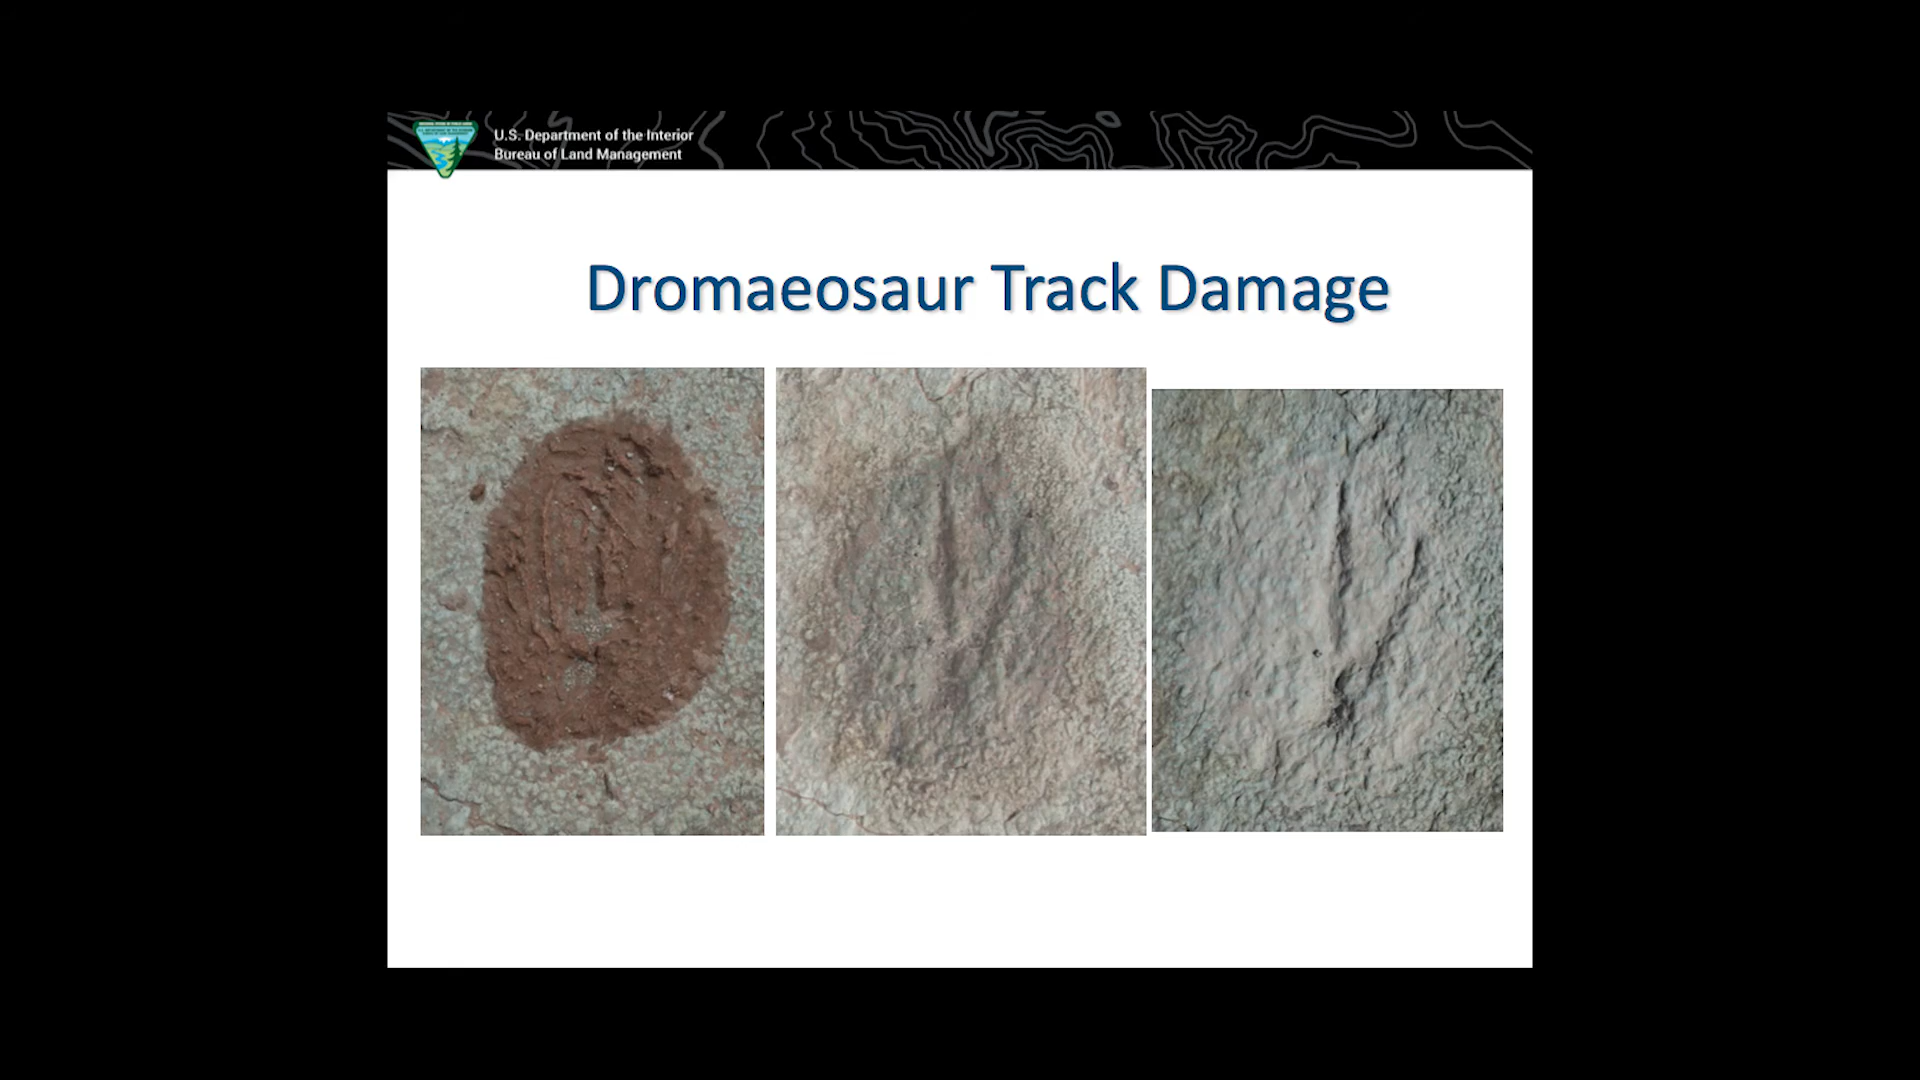 U.S. Department of the Interior
Bureau of Land Management
Dromaeosaur Track Damage